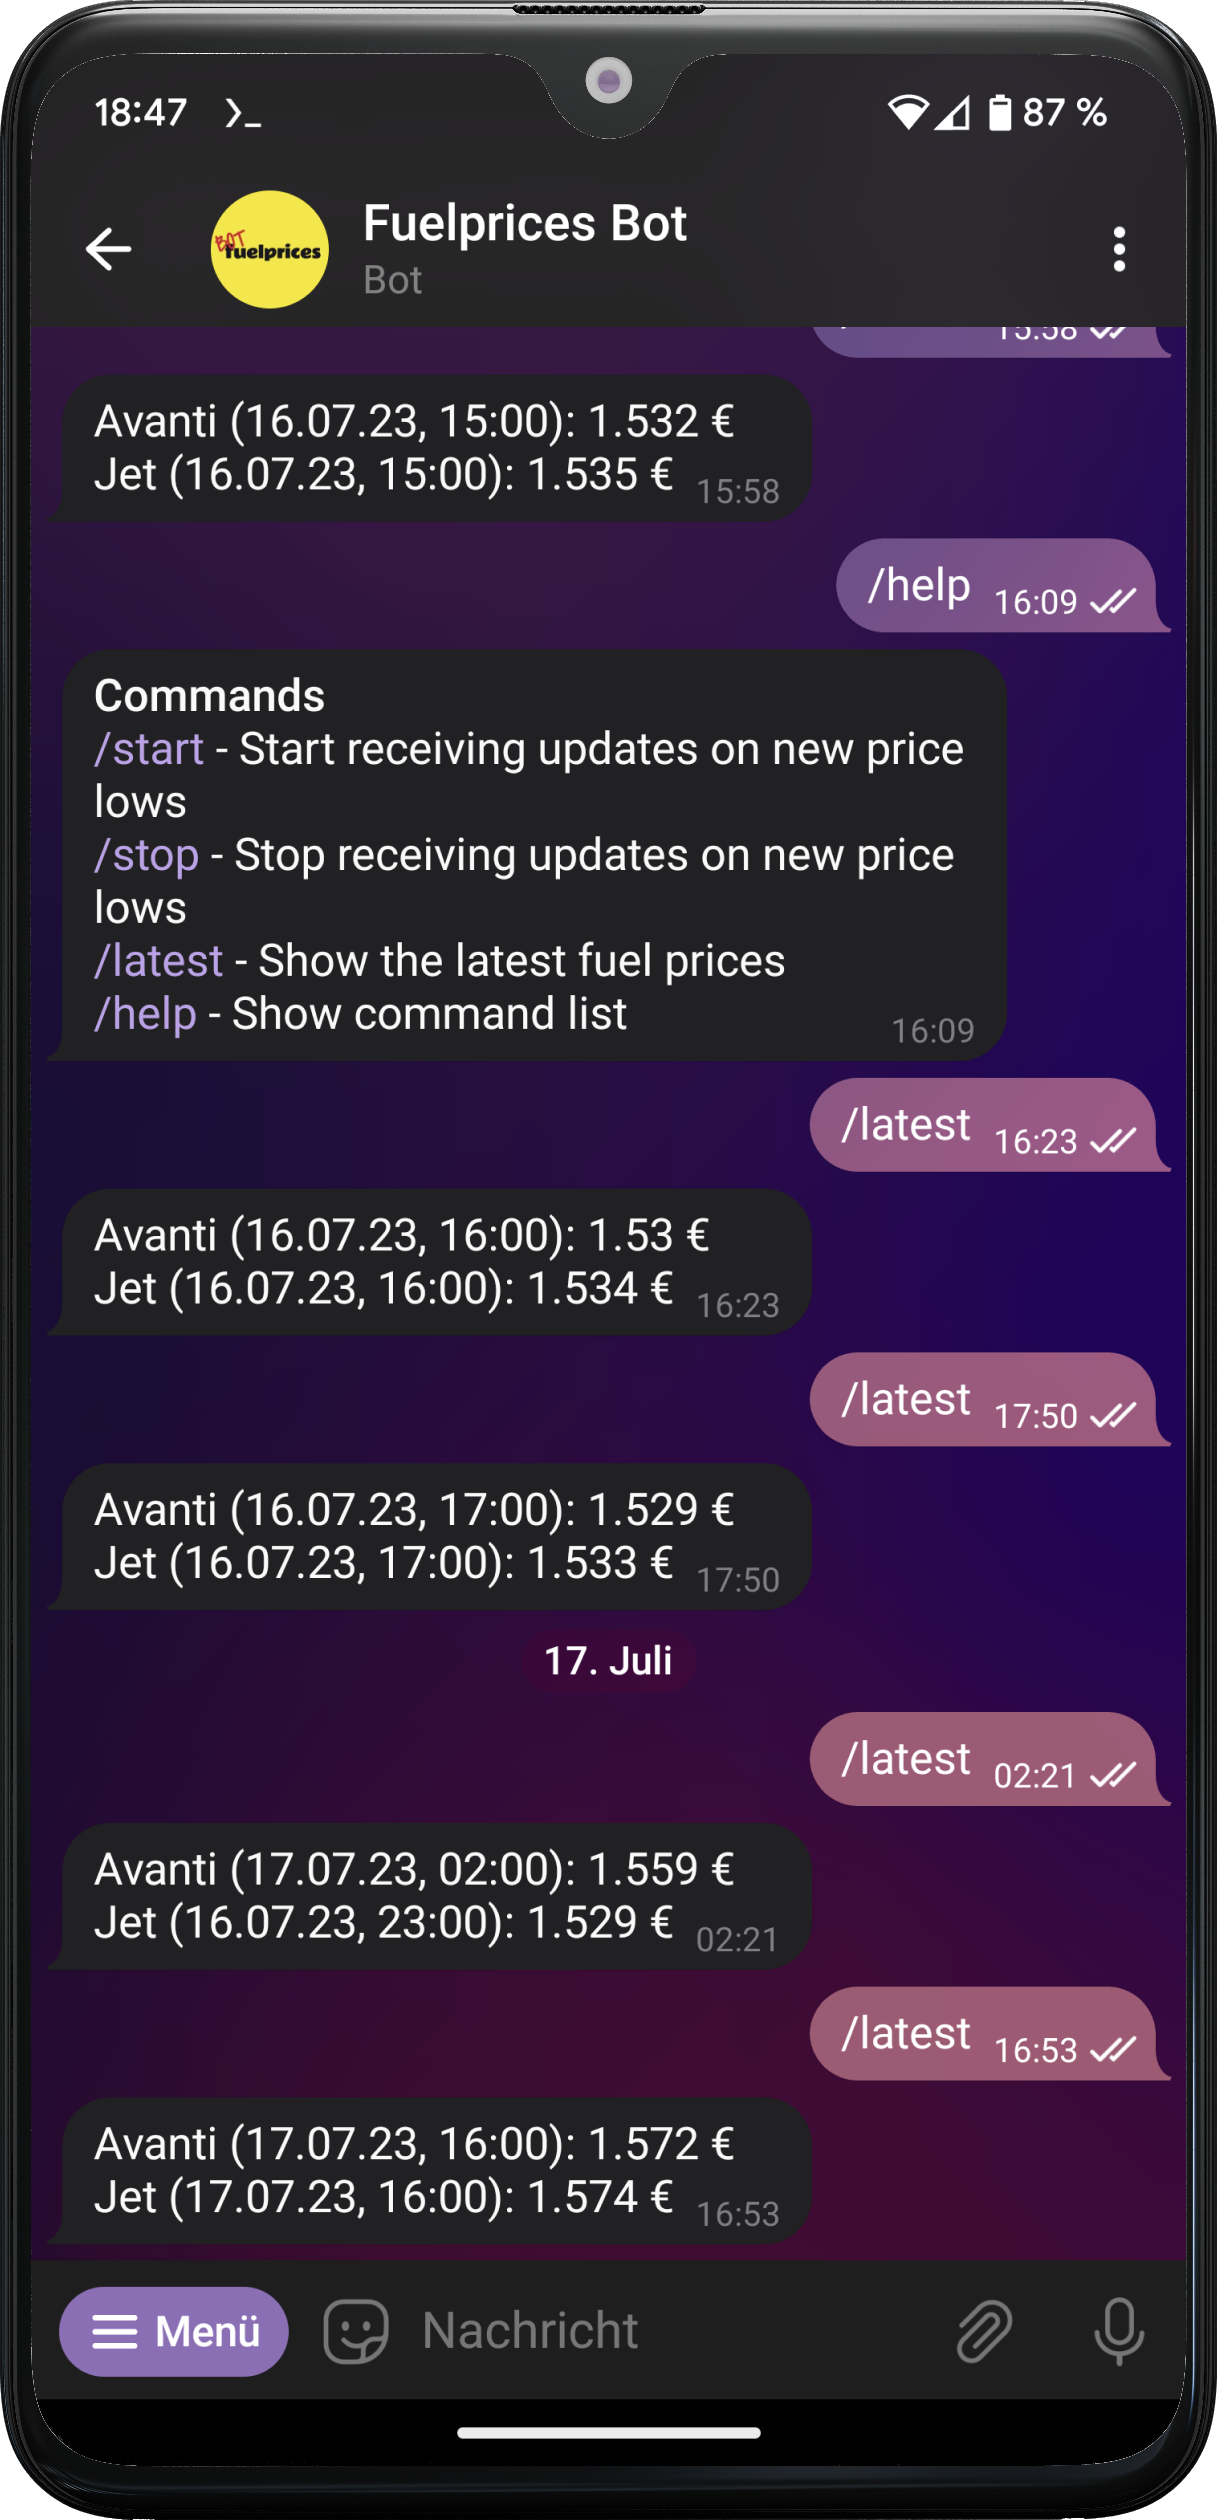 18:47
87 %
BOT
fuelprices
Fuelprices Bot
Bot
15:58
Avanti (16.07.23, 15:00): 1.532 €
Jet (16.07.23, 15:00): 1.535 € 15:58
/help 16:09
Commands
/start - Start receiving updates on new price
lows
/stop - Stop receiving updates on new price
lows
/latest - Show the latest fuel prices
/help - Show command list 16:09
/latest 16:23
Avanti (16.07.23, 16:00): 1.53 €
Jet (16.07.23, 16:00): 1.534 € 16:23
/latest 17:50
Avanti (16.07.23, 17:00): 1.529 €
Jet (16.07.23, 17:00): 1.533 € 17:50
17. Juli
/latest 02:21
Avanti (17.07.23, 02:00): 1.559 €
Jet (16.07.23, 23:00): 1.529 € 02:21
/latest 16:53
Avanti (17.07.23, 16:00): 1.572 €
Jet (17.07.23, 16:00): 1.574 € 16:53
Menü
Nachricht